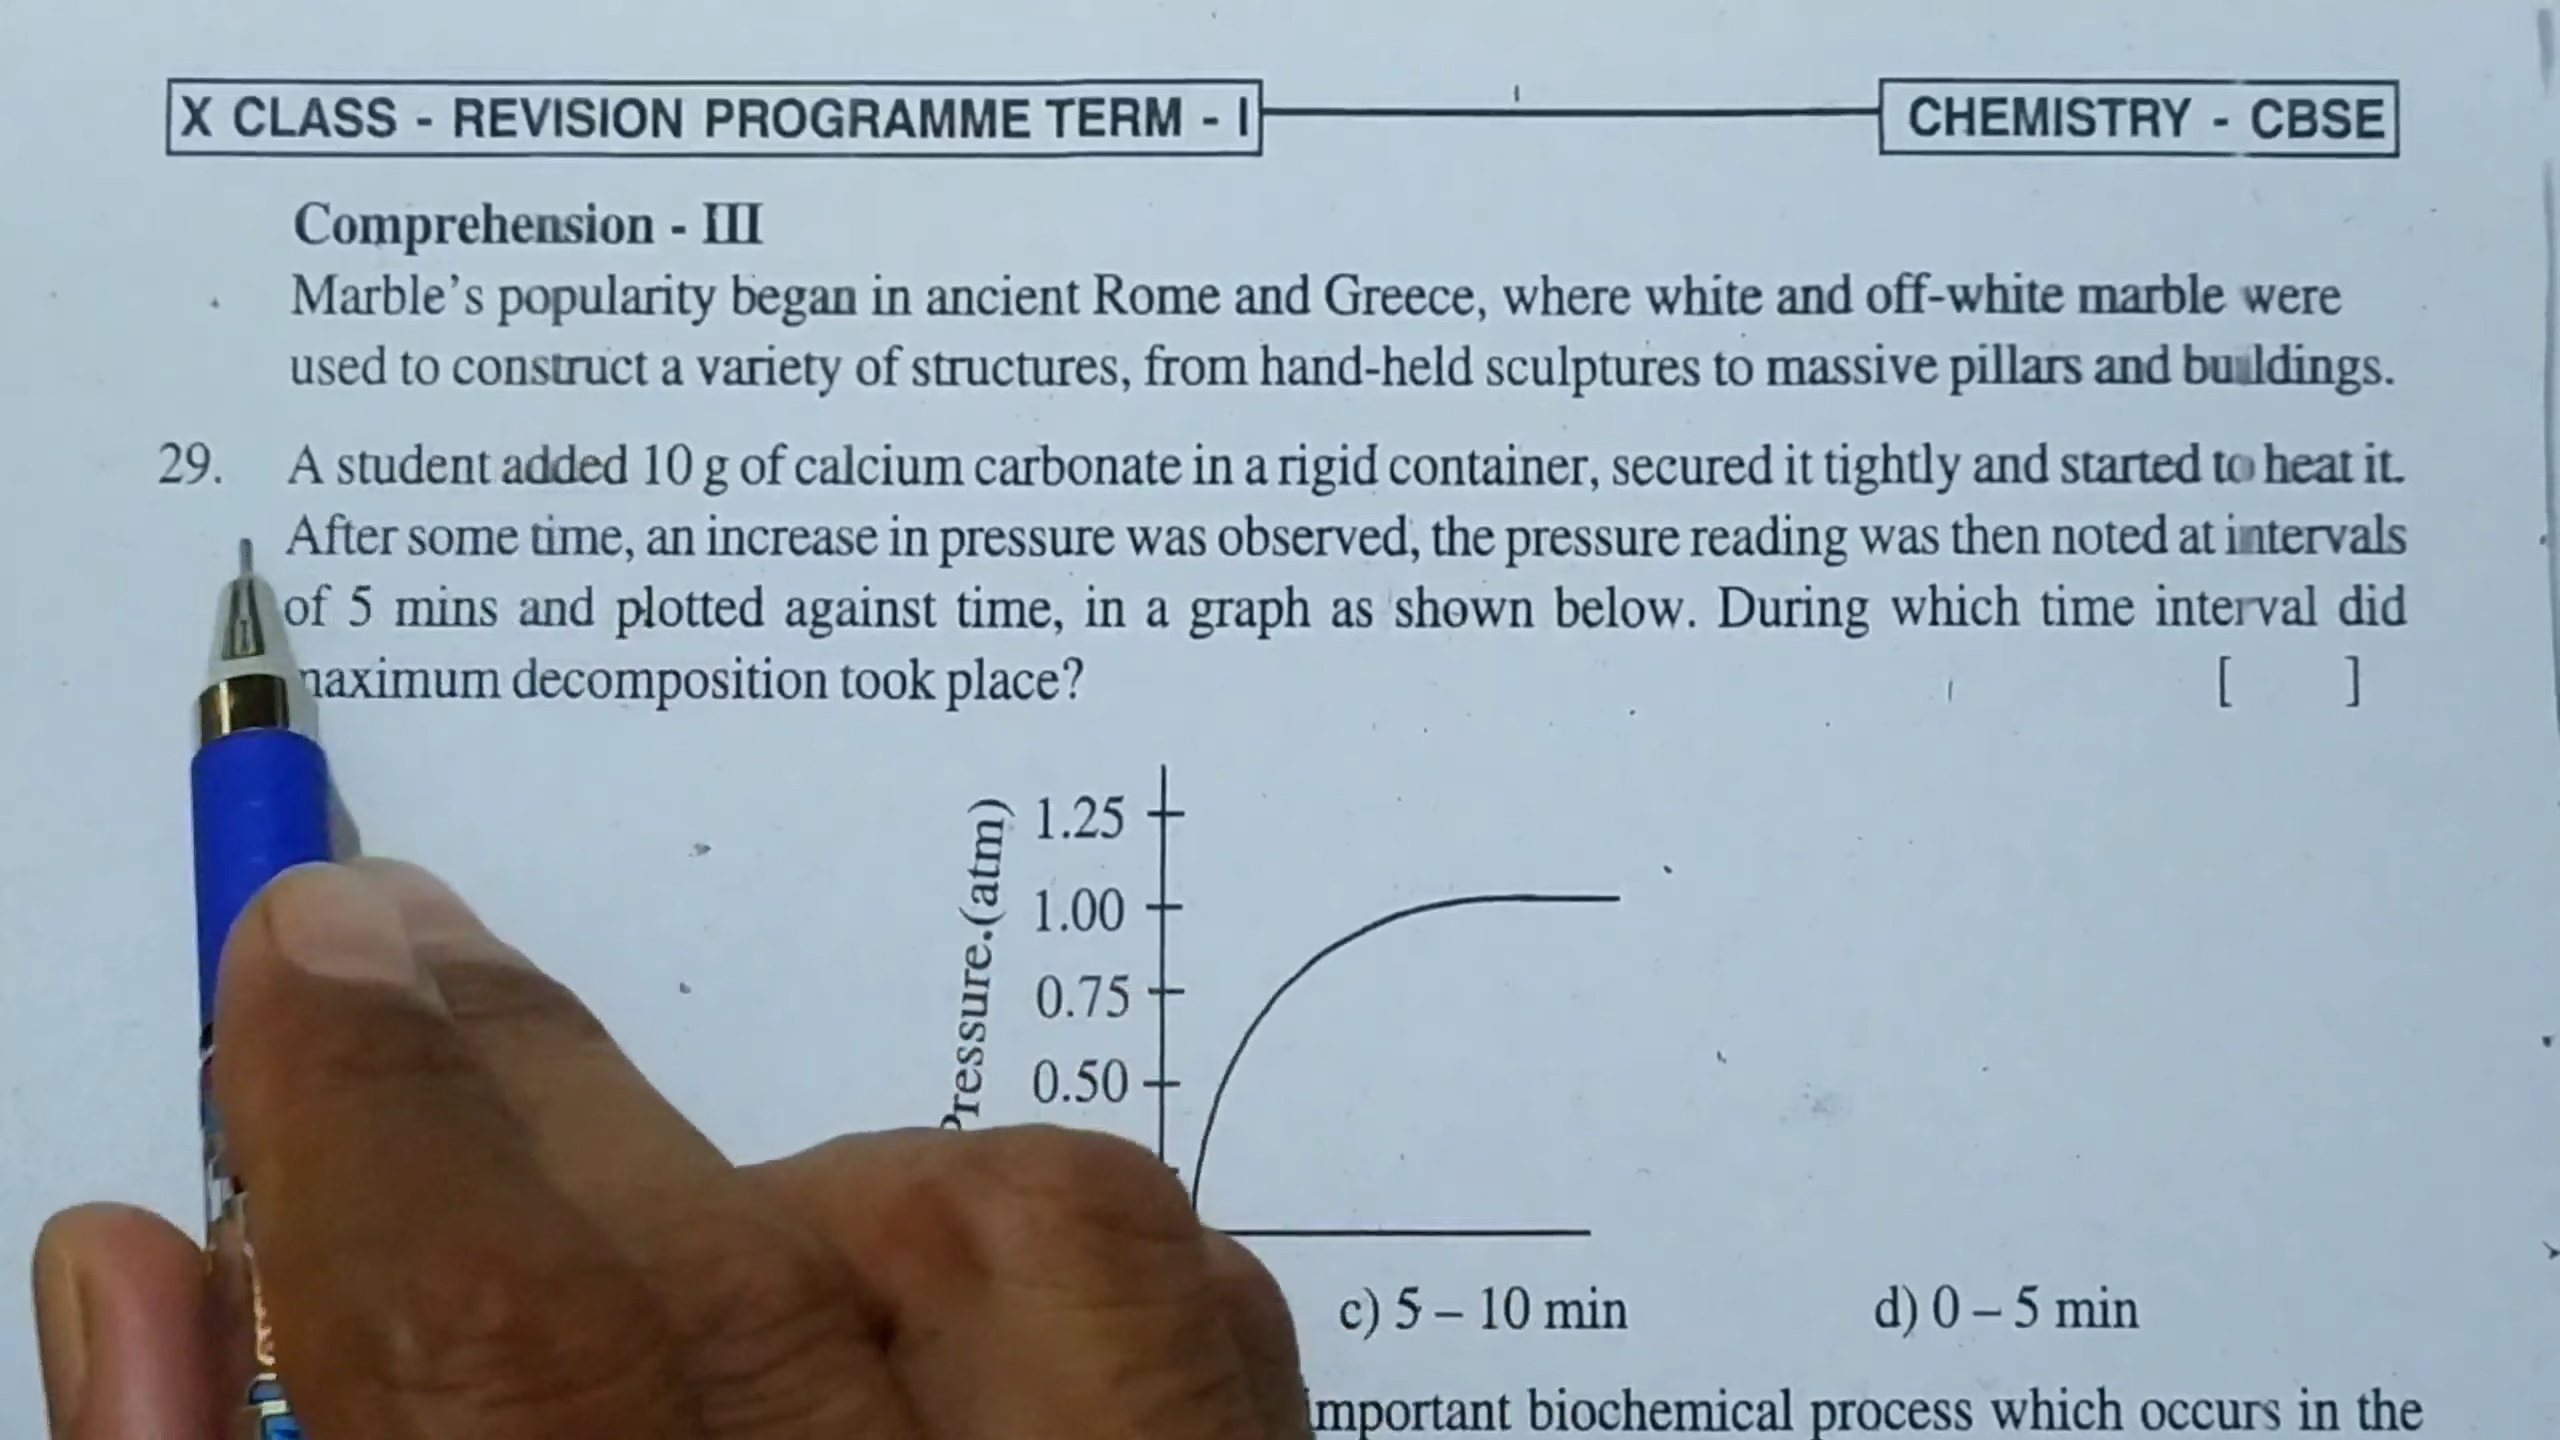 X CLASS - REVISION PROGRAMME TERM - I
CHEMISTRY - CBSE
Comprehension - III
Marble's popularity began in ancient Rome and Greece, where white and off-white marble were
used to construct a variety of structures, from hand-held sculptures to massive pillars and buildings.
29. A student added 10 g of calcium carbonate in a rigid container, secured it tightly and started to heat it.
After some time, an increase in pressure was observed, the pressure reading was then noted at intervals
of 5 mins and plotted against time, in a graph as shown below. During which time interval did
maximum decomposition took place? [ ]
Pressure.(atm)
1.25
1.00
0.75
0.50
c) 5 – 10 min d) 0 – 5 min
important biochemical process which occurs in the